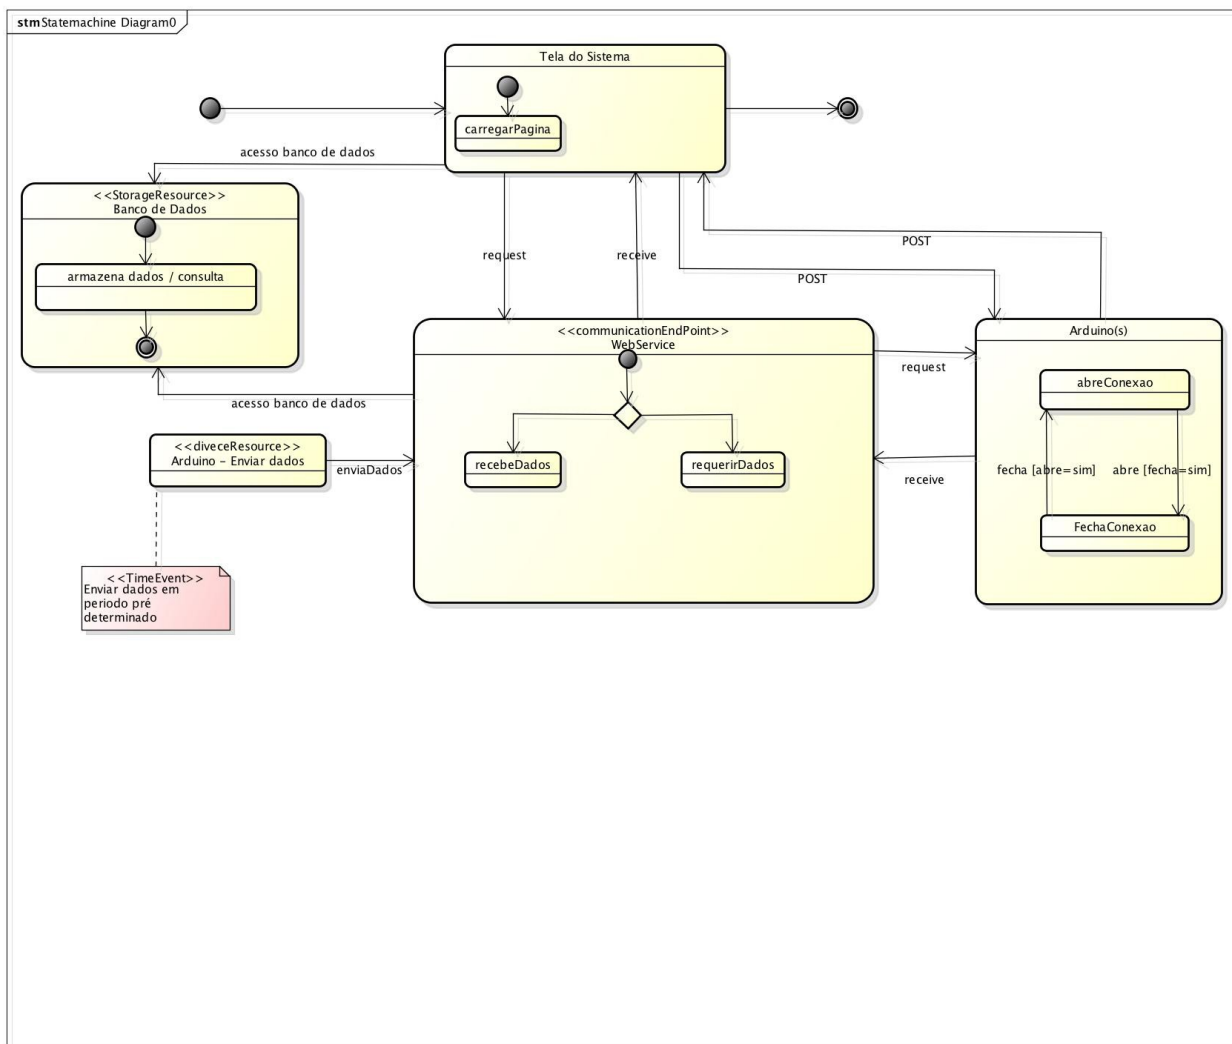 stm Statemachine Diagram0
Tela do Sistema
carregarPagina
acesso banco de dados
<<StorageResource>>
Banco de Dados
armazena dados / consulta
request
receive
POST
POST
<<communicationEndPoint>>
WebService
recebeDados
requerirDados
request
receive
Arduino(s)
abreConexao
fecha [abre=sim]
abre [fecha=sim]
FechaConexao
acesso banco de dados
<<diveceResource>>
Arduino - Enviar dados
enviaDados
<<TimeEvent>>
Enviar dados em
periodo pré
determinado